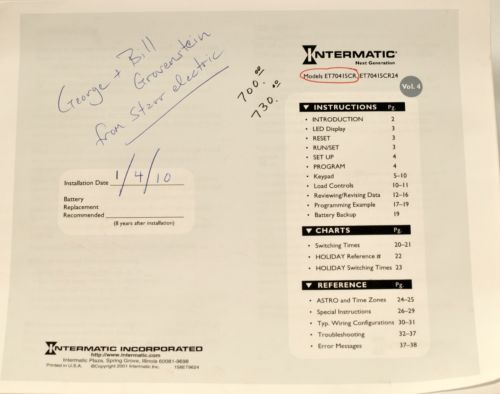 George + Bill
Grovenstein
from Starr electric
700.00
730.00
INTERMATIC®
Next Generation
Models ET70415CR, ET70415CR24
Vol. 4
▼ INSTRUCTIONS Pg.
• INTRODUCTION 2
• LED Display 3
• RESET 3
• RUN/SET 3
• SET UP 4
• PROGRAM 4
• Keypad 5–10
• Load Controls 10–11
• Reviewing/Revising Data 12–16
• Programming Example 17–19
• Battery Backup 19
▼ CHARTS Pg.
• Switching Times 20–21
• HOLIDAY Reference # 22
• HOLIDAY Switching Times 23
▼ REFERENCE Pg.
• ASTRO and Time Zones 24–25
• Special Instructions 26–29
• Typ. Wiring Configurations 30–31
• Troubleshooting 32–37
• Error Messages 37–38
Installation Date 1/4/10
Battery
Replacement
Recommended
(8 years after installation)
INTERMATIC INCORPORATED
http://www.intermatic.com
Intermatic Plaza, Spring Grove, Illinois 60081-9698
Printed in U.S.A. ©Copyright 2001 Intermatic Inc. 158ET9624